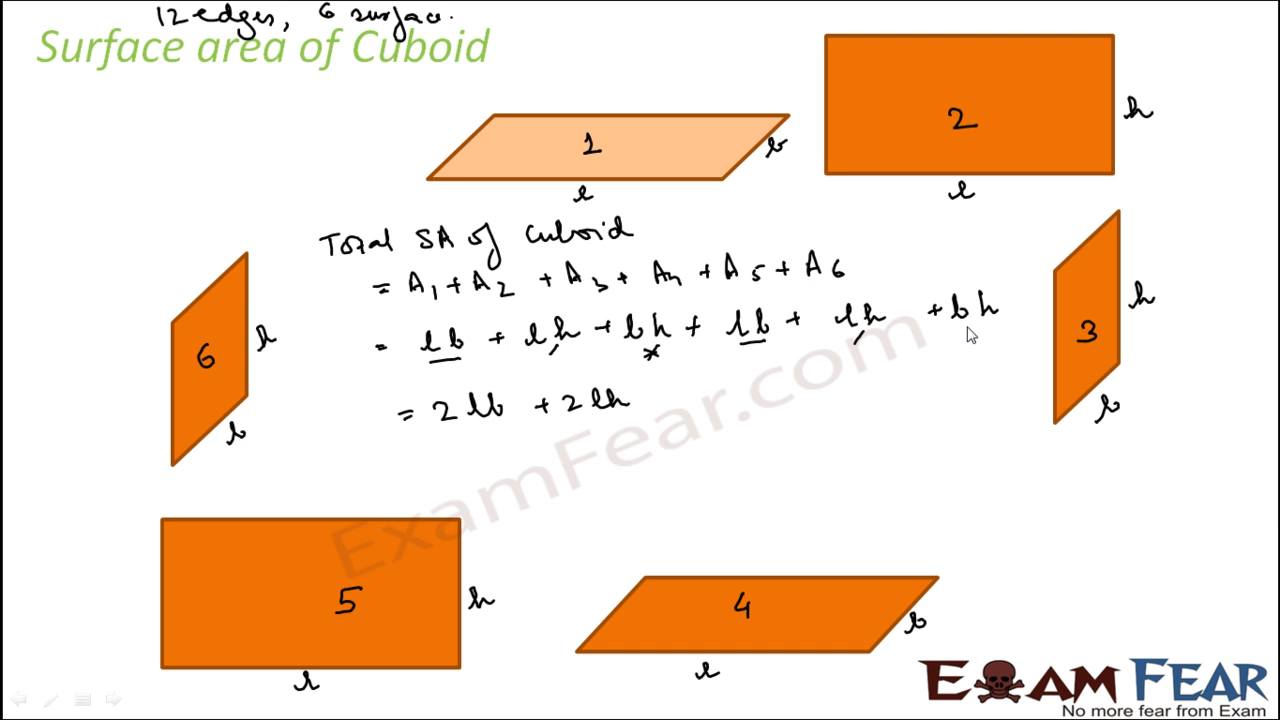 12 edges, 6 surface.
Surface area of Cuboid
1
b
l
2
h
l
Total SA of Cuboid
= A1 + A2 + A3 + A4 + A5 + A6
= lb + lh + bh + lb + lh + bh
= 2lb + 2lh
6
h
b
3
h
b
5
h
l
4
b
l
ExamFear.com
EXAM FEAR
No more fear from Exam